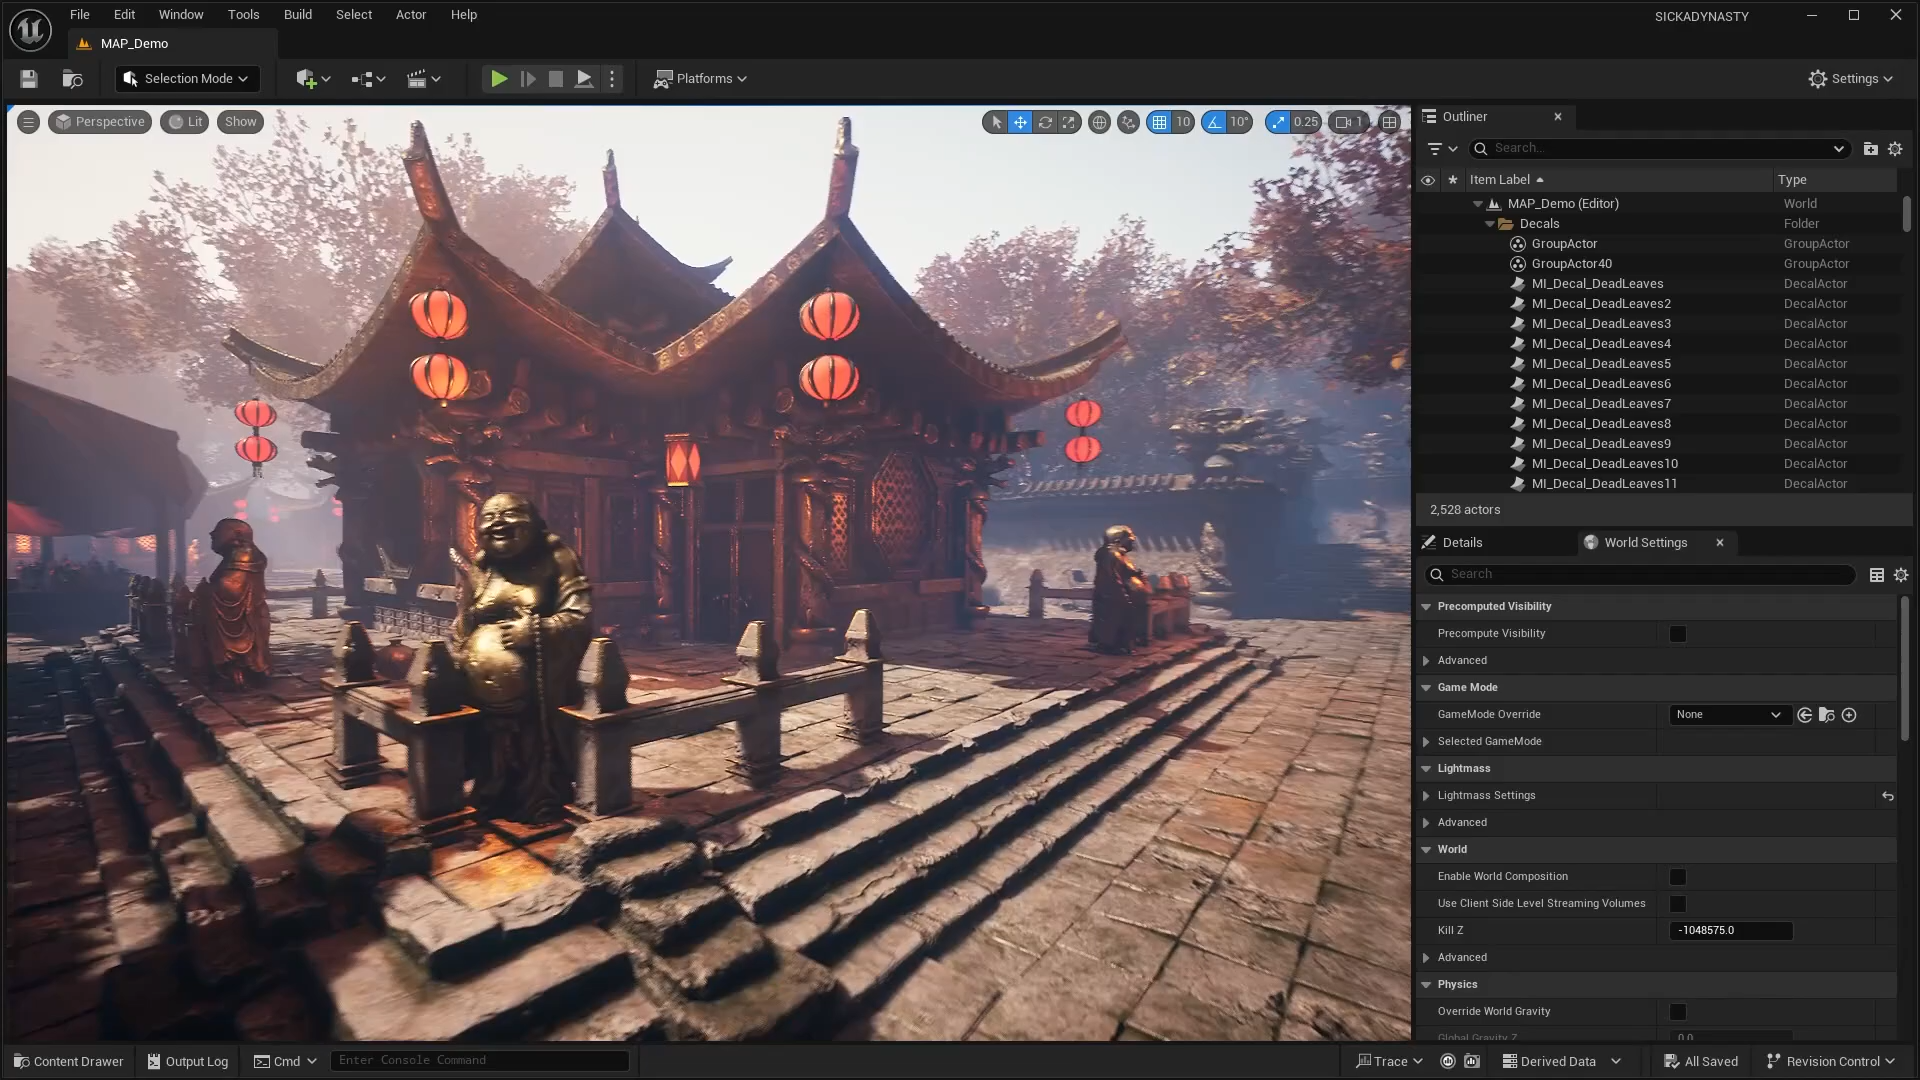 File Edit Window Tools Build Select Actor Help
SICKADYNASTY
MAP_Demo
Selection Mode
Platforms
Settings
Perspective Lit Show
10 10° 0.25 1
Outliner
Search...
Item Label Type
MAP_Demo (Editor) World
Decals Folder
GroupActor GroupActor
GroupActor40 GroupActor
MI_Decal_DeadLeaves DecalActor
MI_Decal_DeadLeaves2 DecalActor
MI_Decal_DeadLeaves3 DecalActor
MI_Decal_DeadLeaves4 DecalActor
MI_Decal_DeadLeaves5 DecalActor
MI_Decal_DeadLeaves6 DecalActor
MI_Decal_DeadLeaves7 DecalActor
MI_Decal_DeadLeaves8 DecalActor
MI_Decal_DeadLeaves9 DecalActor
MI_Decal_DeadLeaves10 DecalActor
MI_Decal_DeadLeaves11 DecalActor
2,528 actors
Details World Settings
Search
Precomputed Visibility
Precompute Visibility
Advanced
Game Mode
GameMode Override None
Selected GameMode
Lightmass
Lightmass Settings
Advanced
World
Enable World Composition
Use Client Side Level Streaming Volumes
Kill Z -1048575.0
Advanced
Physics
Override World Gravity
Global Gravity Z 0.0
Content Drawer Output Log Cmd Enter Console Command Trace Derived Data All Saved Revision Control